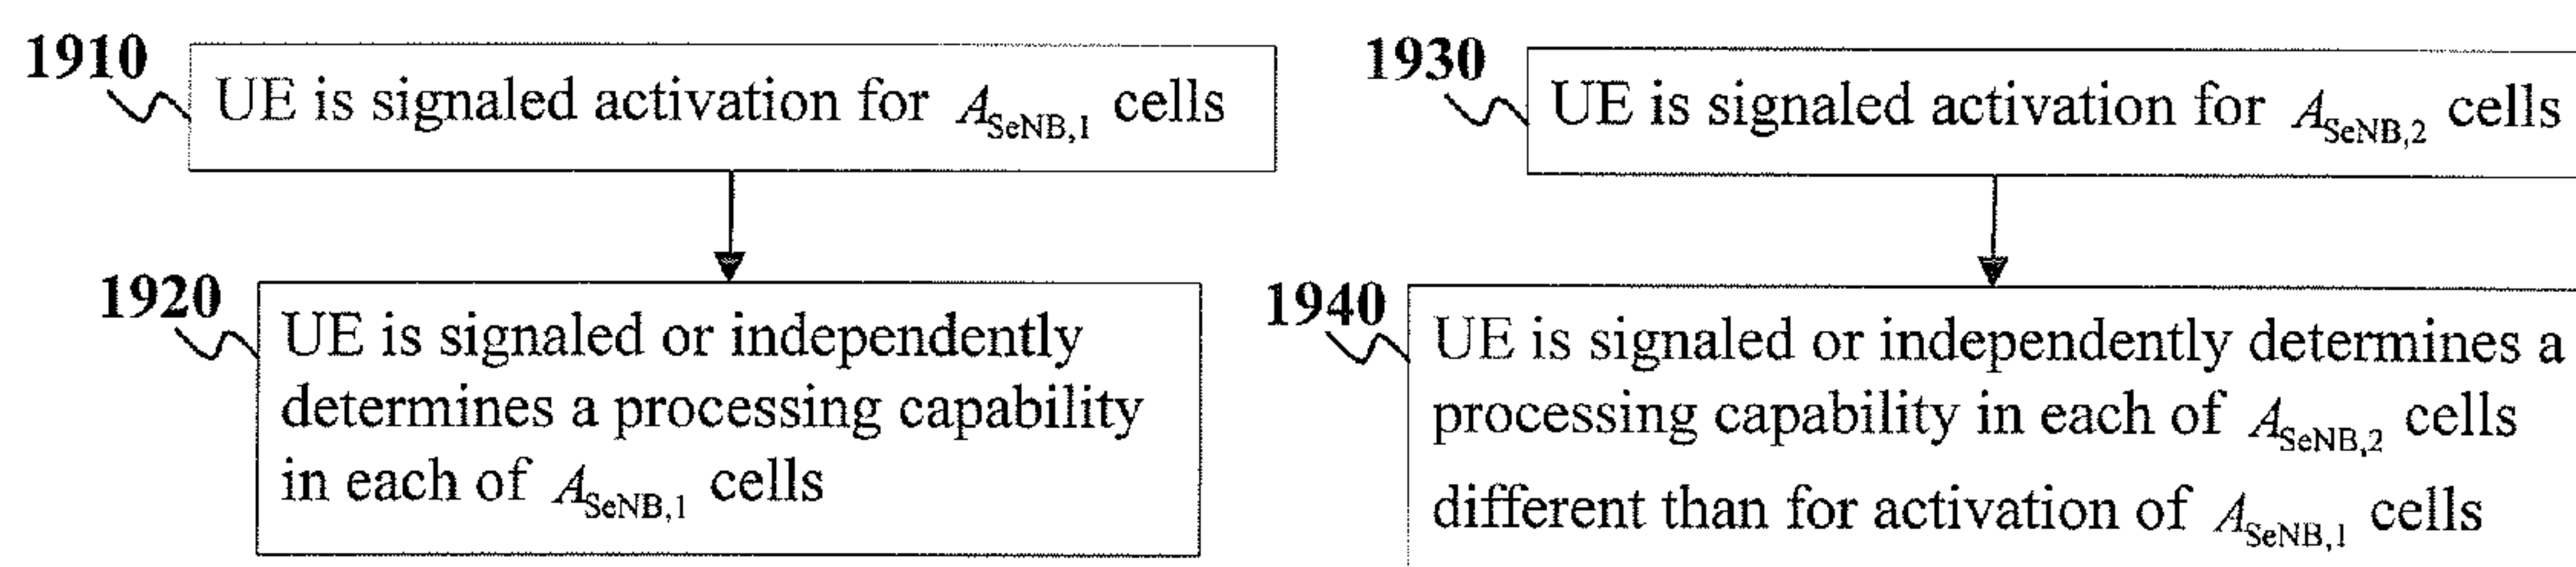 1910
UE is signaled activation for A_SeNB,1 cells
1920
UE is signaled or independently
determines a processing capability
in each of A_SeNB,1 cells
1930
UE is signaled activation for A_SeNB,2 cells
1940
UE is signaled or independently determines a
processing capability in each of A_SeNB,2 cells
different than for activation of A_SeNB,1 cells